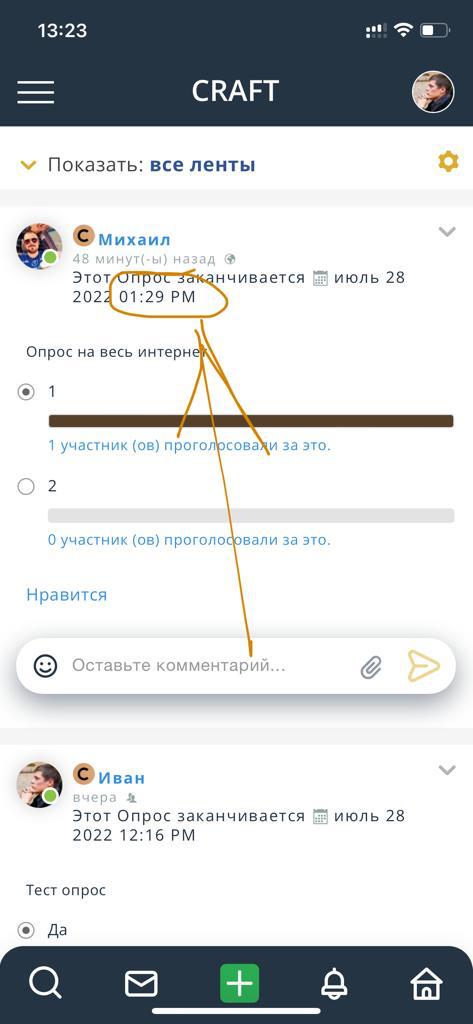 13:23
CRAFT
Показать: все ленты
C Михаил
48 минут(-ы) назад
Этот Опрос заканчивается июль 28
2022 01:29 PM
Опрос на весь интернет
1
1 участник (ов) проголосовали за это.
2
0 участник (ов) проголосовали за это.
Нравится
Оставьте комментарий...
C Иван
вчера
Этот Опрос заканчивается июль 28
2022 12:16 PM
Тест опрос
Да